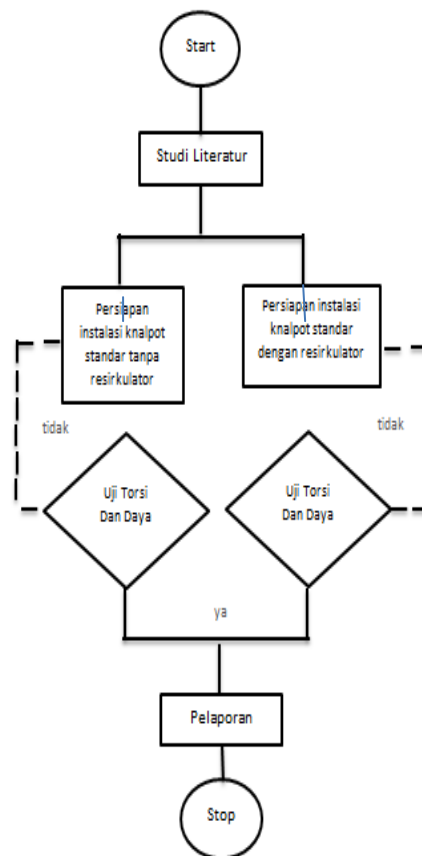 Start
Studi Literatur
Persiapan
instalasi knalpot
standar tanpa
resirkulator
Persiapan instalasi
knalpot standar
dengan resirkulator
tidak
tidak
Uji Torsi
Dan Daya
Uji Torsi
Dan Daya
ya
Pelaporan
Stop